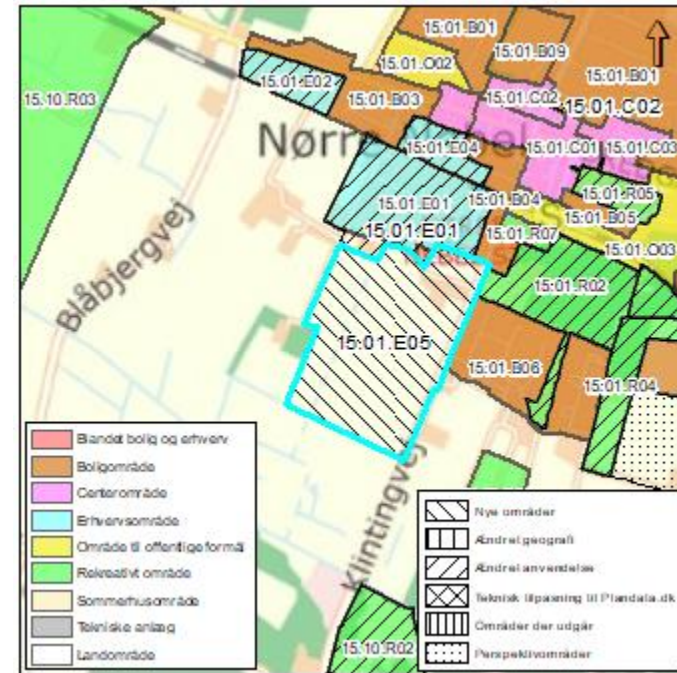 15:01.B01
15:01.B09
15:01.O02
15:01.B01
15:01.E02
15:10.R03
15:01.B03
15:01.C02
15:01.C02
Nørre Nebel
15:01.E04
15:01.C01
15:01.C03
15:01.E01
15:01.R05
15:01.B04
15:01.B05
15:01.E01
15:01.R07
15:01.O03
15:01.R02
Blåbjergvej
15:01.E05
15:01.B06
15:01.R04
Klintingvej
15:10.R02
Blandet bolig og erhverv
Boligområde
Centerområde
Erhvervsområde
Område til offentlige formål
Rekreativt område
Sommerhusområde
Tekniske anlæg
Landområde
Nye områder
Ændret geografi
Ændret anvendelse
Teknisk tilpasning til Plandata.dk
Områder der udgår
Perspektivområder